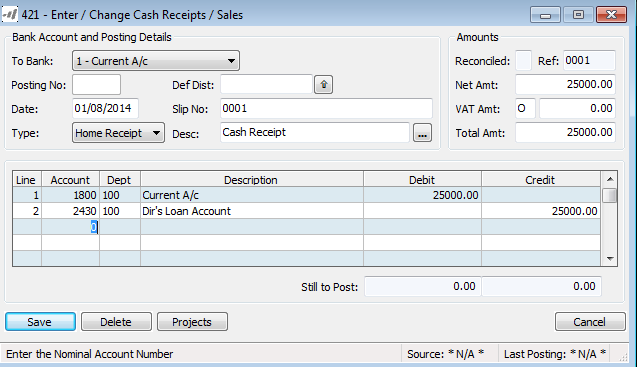 421 - Enter / Change Cash Receipts / Sales
Bank Account and Posting Details
To Bank: 1 - Current A/c
Posting No: Def Dist:
Date: 01/08/2014 Slip No: 0001
Type: Home Receipt Desc: Cash Receipt ...
Amounts
Reconciled: Ref: 0001
Net Amt: 25000.00
VAT Amt: O 0.00
Total Amt: 25000.00
Line Account Dept Description Debit Credit
1 1800 100 Current A/c 25000.00
2 2430 100 Dir's Loan Account 25000.00
0
Still to Post: 0.00 0.00
Save Delete Projects Cancel
Enter the Nominal Account Number Source: * N/A * Last Posting: * N/A *